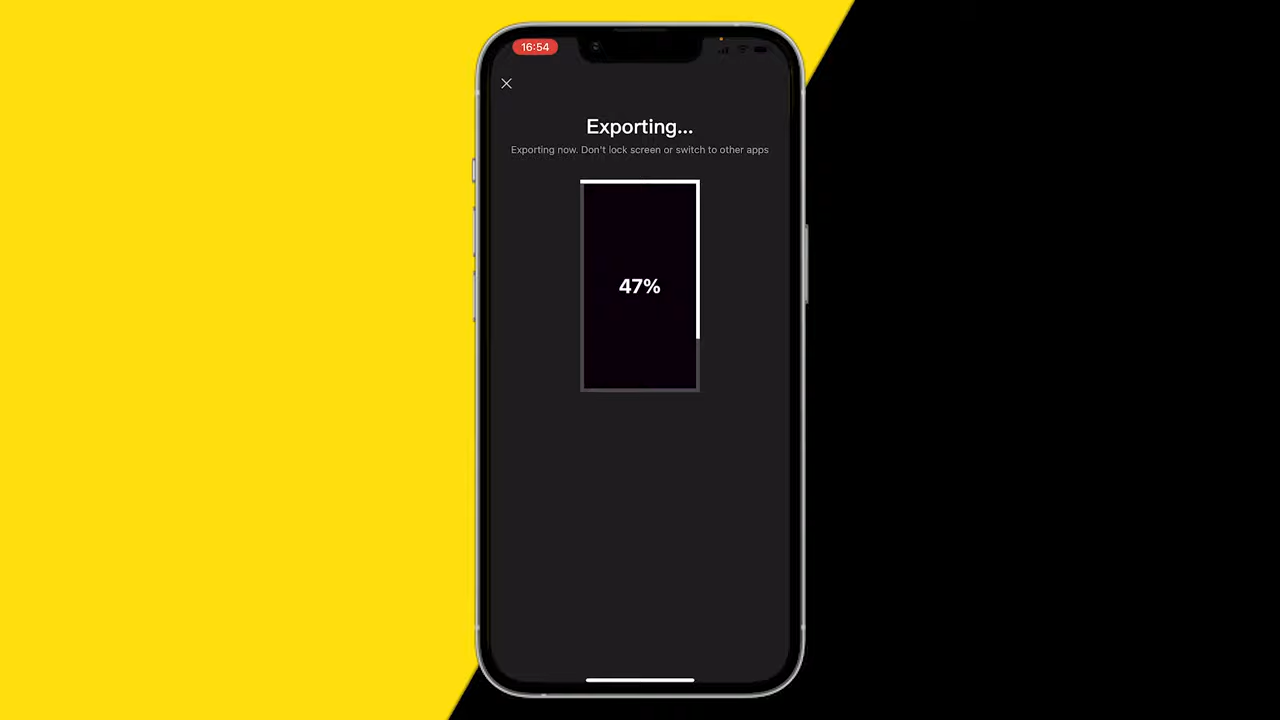 16:54
Exporting...
Exporting now. Don't lock screen or switch to other apps
47%